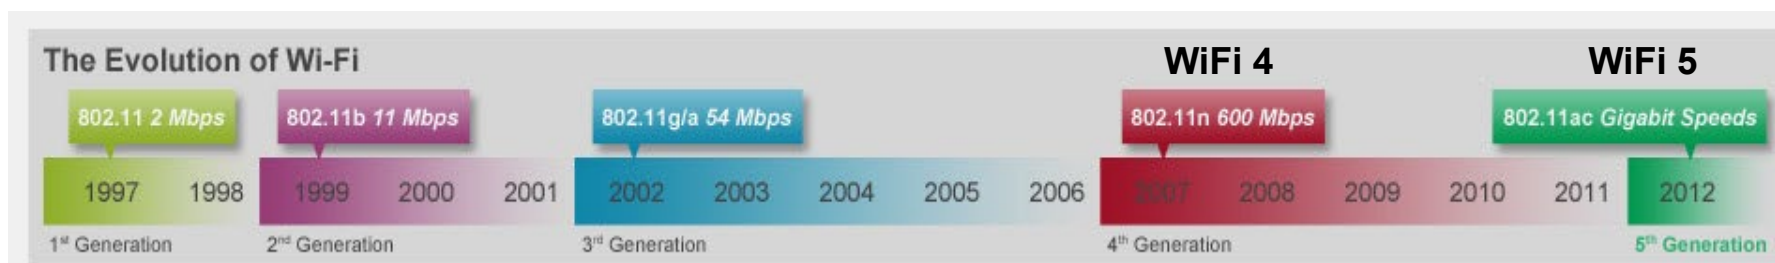 The Evolution of Wi-Fi
WiFi 4
WiFi 5
802.11 2 Mbps
802.11b 11 Mbps
802.11g/a 54 Mbps
802.11n 600 Mbps
802.11ac Gigabit Speeds
1997 1998 1999 2000 2001 2002 2003 2004 2005 2006 2007 2008 2009 2010 2011 2012
1st Generation
2nd Generation
3rd Generation
4th Generation
5th Generation